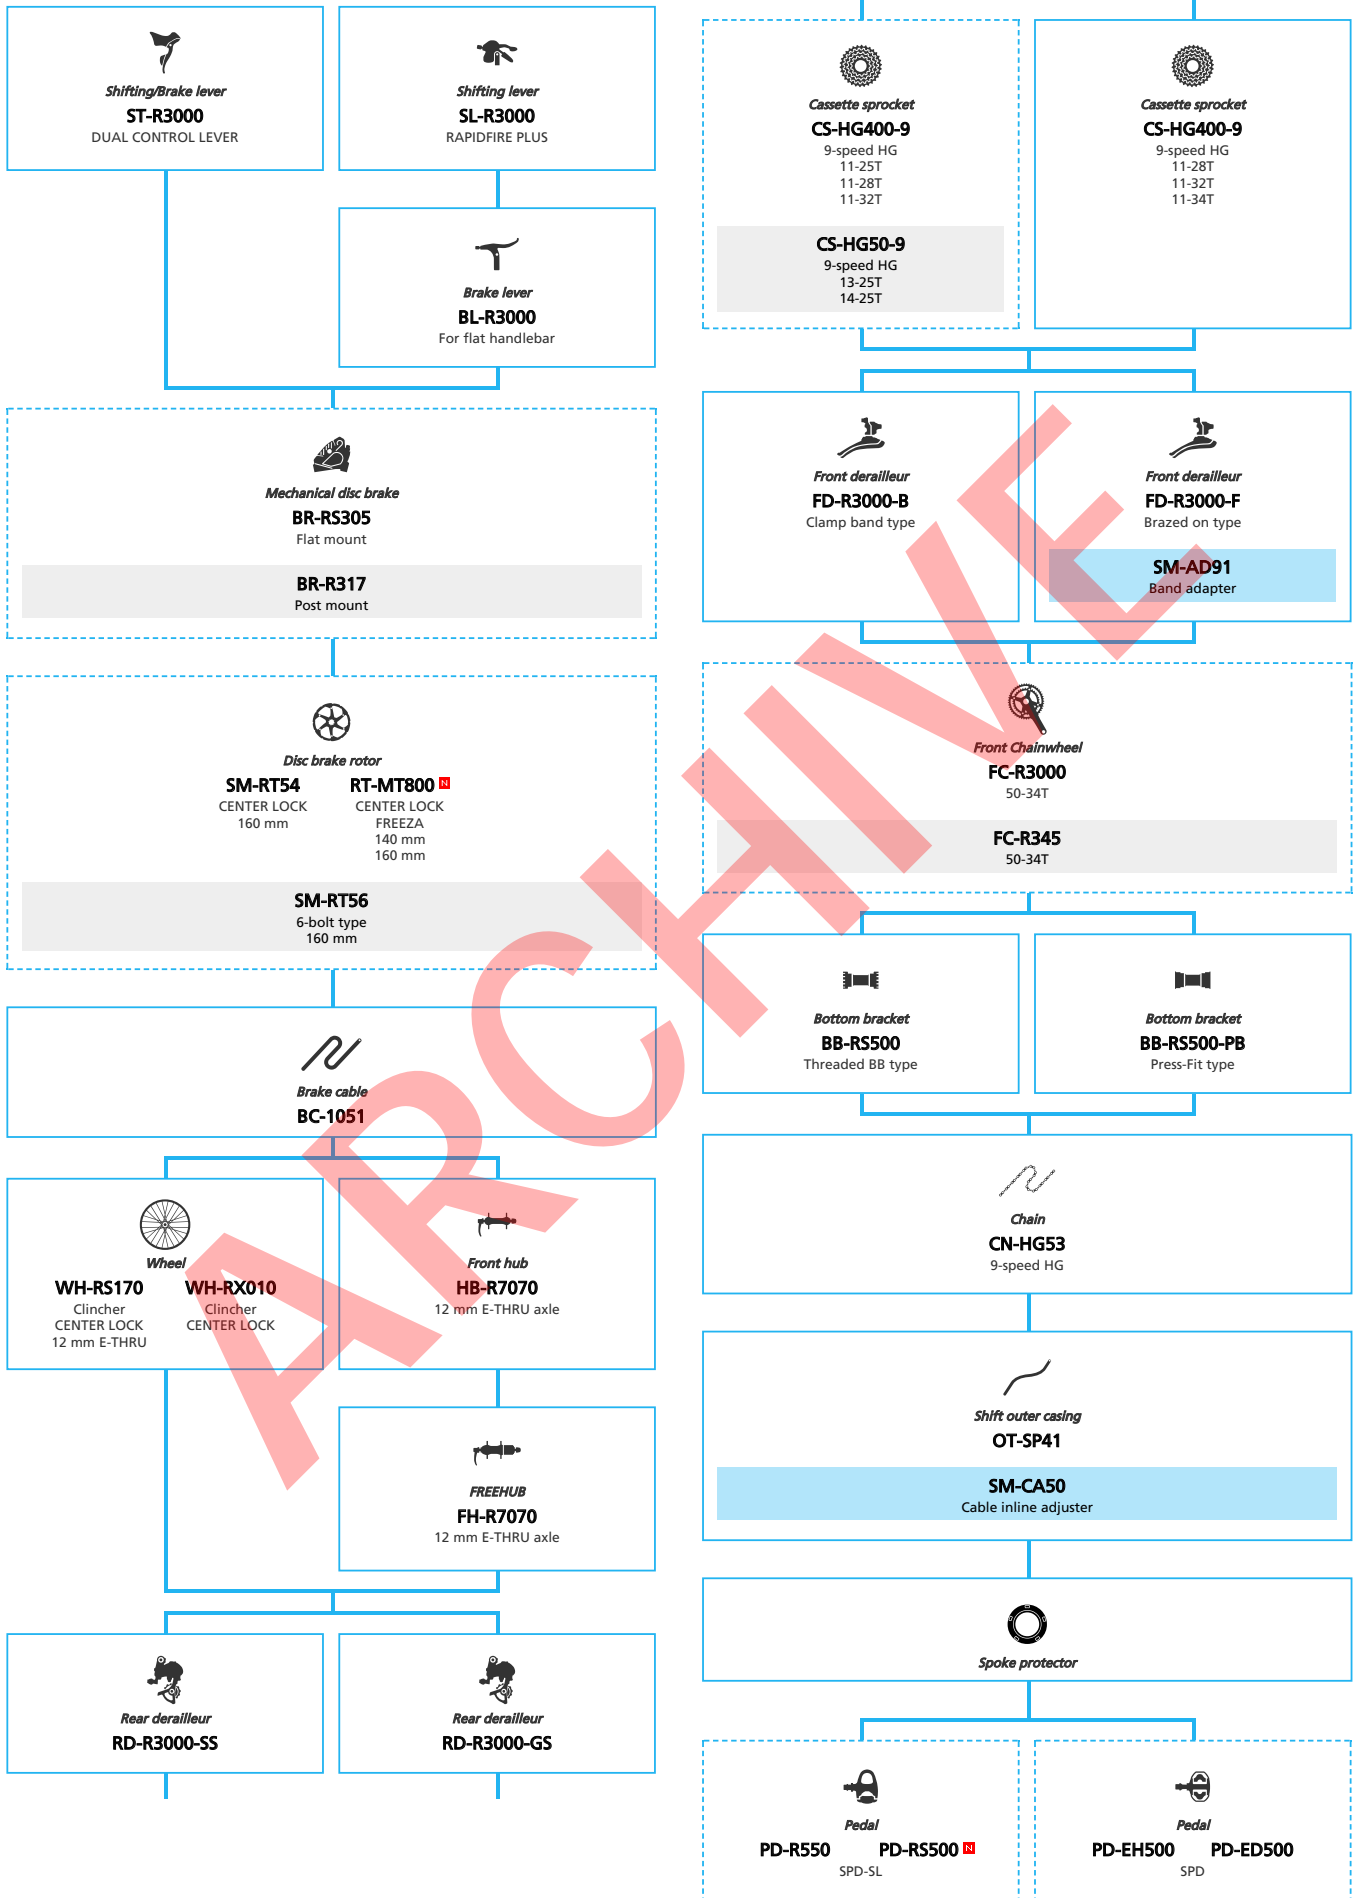 Shifting/Brake lever
ST-R3000
DUAL CONTROL LEVER
Shifting lever
SL-R3000
RAPIDFIRE PLUS
Brake lever
BL-R3000
For flat handlebar
Mechanical disc brake
BR-RS305
Flat mount
BR-R317
Post mount
Disc brake rotor
SM-RT54
CENTER LOCK
160 mm
RT-MT800 N
CENTER LOCK
FREEZA
140 mm
160 mm
SM-RT56
6-bolt type
160 mm
Brake cable
BC-1051
Wheel
WH-RS170
Clincher
CENTER LOCK
12 mm E-THRU
WH-RX010
Clincher
CENTER LOCK
Front hub
HB-R7070
12 mm E-THRU axle
FREEHUB
FH-R7070
12 mm E-THRU axle
Rear derailleur
RD-R3000-SS
Rear derailleur
RD-R3000-GS
Cassette sprocket
CS-HG400-9
9-speed HG
11-25T
11-28T
11-32T
CS-HG50-9
9-speed HG
13-25T
14-25T
Cassette sprocket
CS-HG400-9
9-speed HG
11-28T
11-32T
11-34T
Front derailleur
FD-R3000-B
Clamp band type
Front derailleur
FD-R3000-F
Brazed on type
SM-AD91
Band adapter
Front Chainwheel
FC-R3000
50-34T
FC-R345
50-34T
Bottom bracket
BB-RS500
Threaded BB type
Bottom bracket
BB-RS500-PB
Press-Fit type
Chain
CN-HG53
9-speed HG
Shift outer casing
OT-SP41
SM-CA50
Cable inline adjuster
Spoke protector
Pedal
PD-R550 PD-RS500 N
SPD-SL
Pedal
PD-EH500 PD-ED500
SPD
ARCHIVE